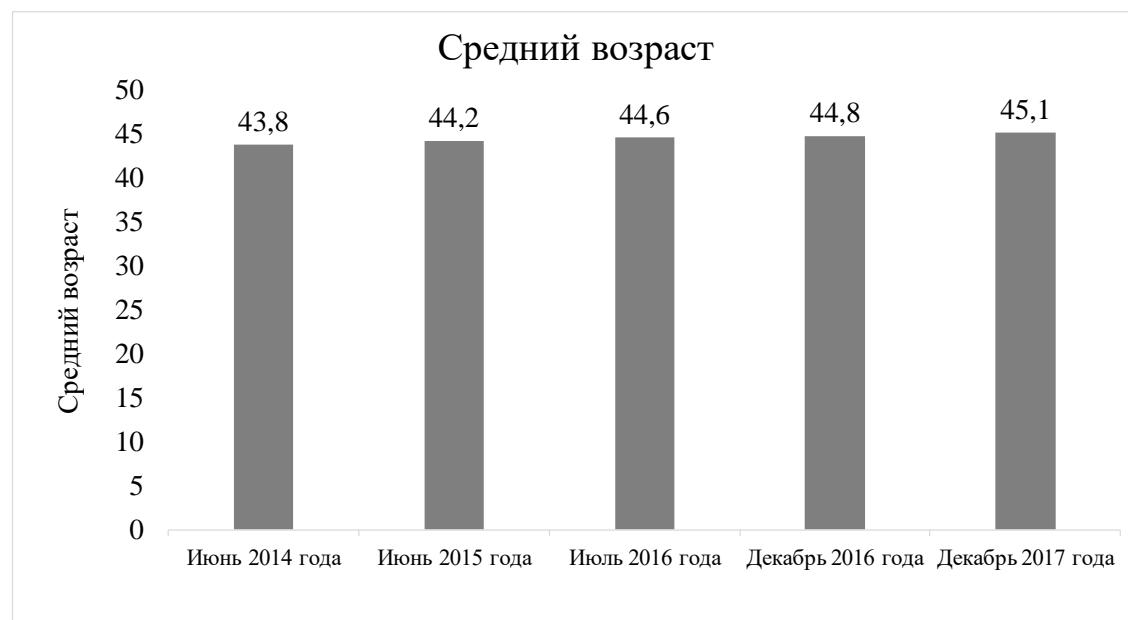 Средний возраст
50
45
40
35
30
25
20
15
10
5
0
Средний возраст
43,8
44,2
44,6
44,8
45,1
Июнь 2014 года
Июнь 2015 года
Июль 2016 года
Декабрь 2016 года
Декабрь 2017 года